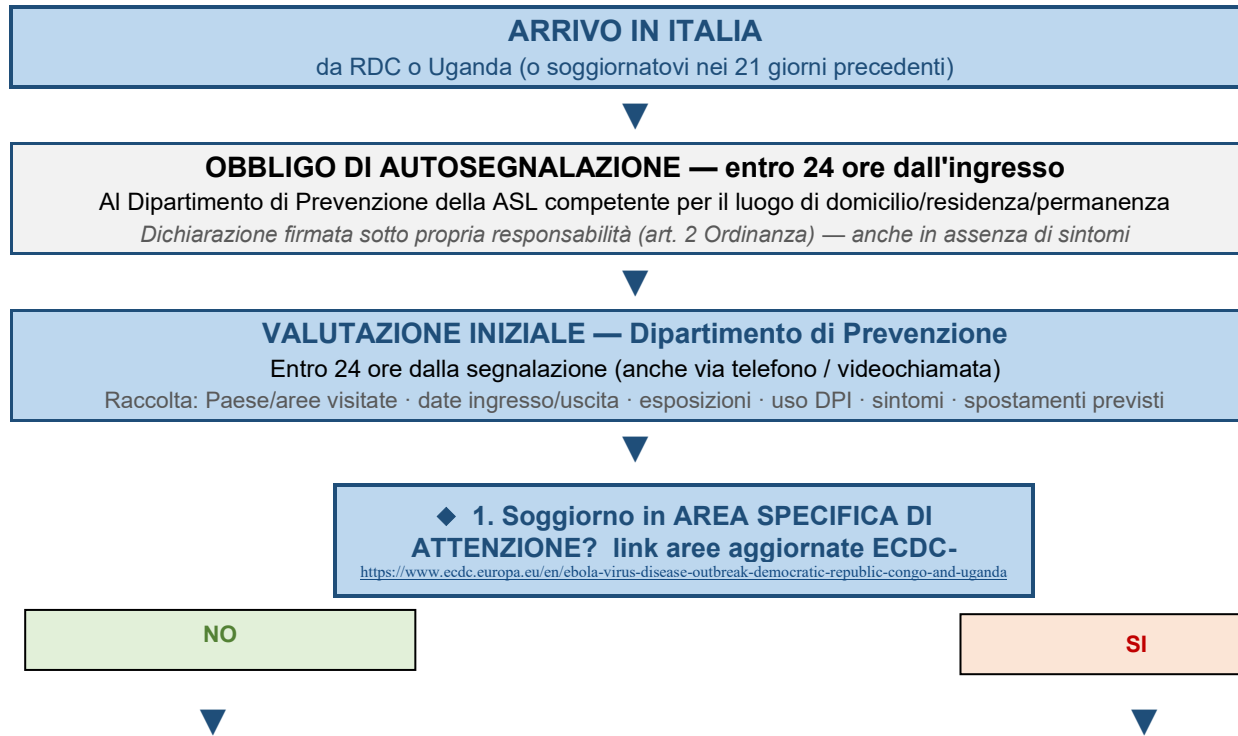 ARRIVO IN ITALIA
da RDC o Uganda (o soggiornatovi nei 21 giorni precedenti)
OBBLIGO DI AUTOSEGNALAZIONE — entro 24 ore dall'ingresso
Al Dipartimento di Prevenzione della ASL competente per il luogo di domicilio/residenza/permanenza
Dichiarazione firmata sotto propria responsabilità (art. 2 Ordinanza) — anche in assenza di sintomi
VALUTAZIONE INIZIALE — Dipartimento di Prevenzione
Entro 24 ore dalla segnalazione (anche via telefono / videochiamata)
Raccolta: Paese/aree visitate · date ingresso/uscita · esposizioni · uso DPI · sintomi · spostamenti previsti
◆ 1. Soggiorno in AREA SPECIFICA DI
ATTENZIONE? link aree aggiornate ECDC-
https://www.ecdc.europa.eu/en/ebola-virus-disease-outbreak-democratic-republic-congo-and-uganda
NO
SI